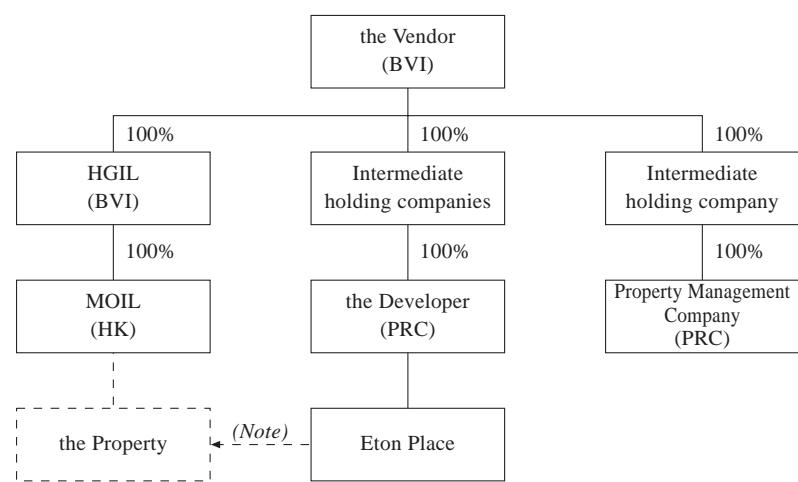 the Vendor
(BVI)
100%
100%
100%
HGIL
(BVI)
Intermediate
holding companies
Intermediate
holding company
100%
100%
100%
MOIL
(HK)
the Developer
(PRC)
Property Management
Company
(PRC)
the Property
(Note)
Eton Place